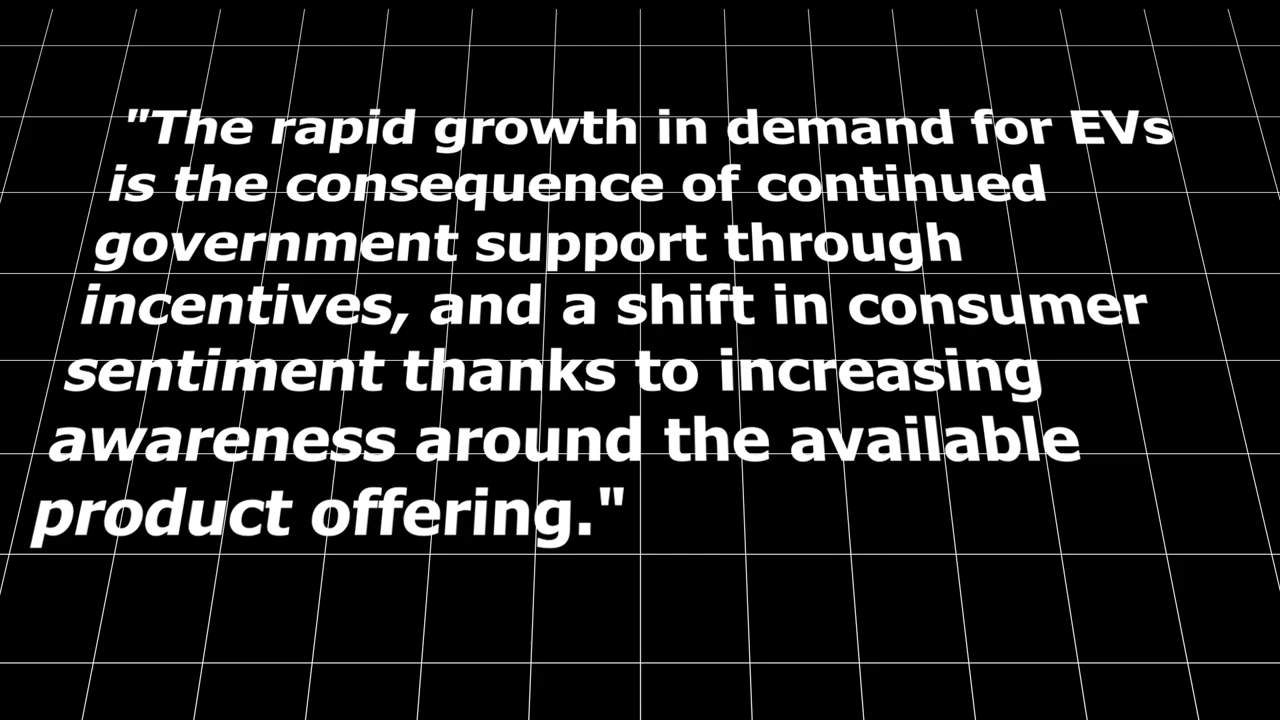 "The rapid growth in demand for EVs
is the consequence of continued
government support through
incentives, and a shift in consumer
sentiment thanks to increasing
awareness around the available
product offering."